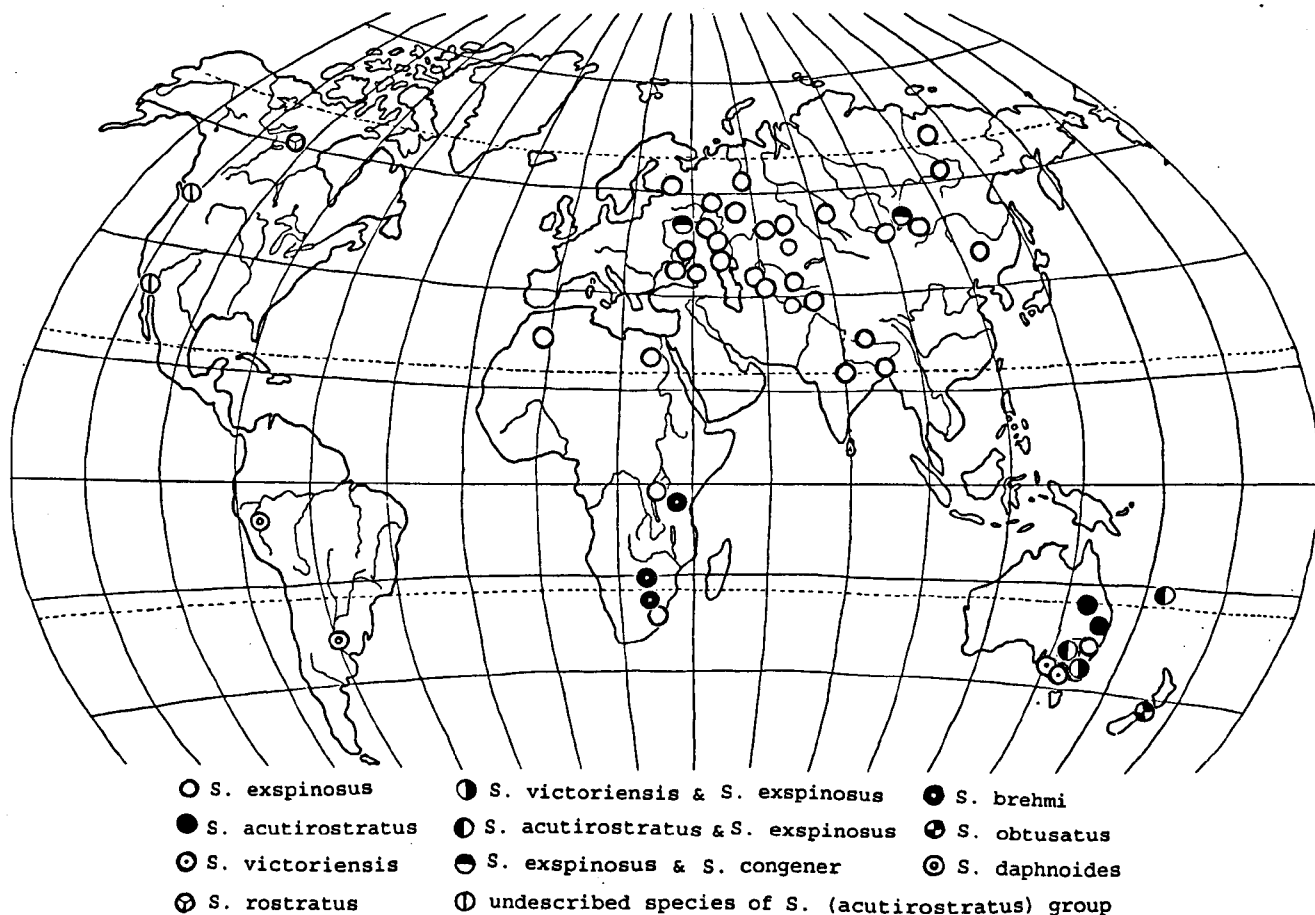 S. exspinosus
S. victoriensis & S. exspinosus
S. brehmi
S. acutirostratus
S. acutirostratus & S. exspinosus
S. obtusatus
S. victoriensis
S. exspinosus & S. congener
S. daphnoides
S. rostratus
undescribed species of S. (acutirostratus) group